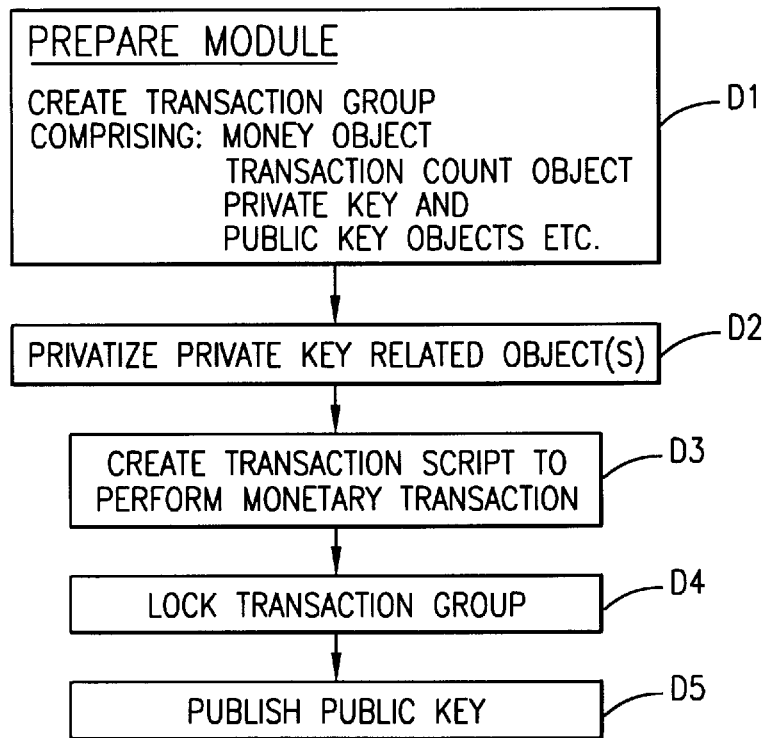 PREPARE MODULE
CREATE TRANSACTION GROUP
COMPRISING: MONEY OBJECT
TRANSACTION COUNT OBJECT
PRIVATE KEY AND
PUBLIC KEY OBJECTS ETC.
D1
PRIVATIZE PRIVATE KEY RELATED OBJECT(S)
D2
CREATE TRANSACTION SCRIPT TO
PERFORM MONETARY TRANSACTION
D3
LOCK TRANSACTION GROUP
D4
PUBLISH PUBLIC KEY
D5